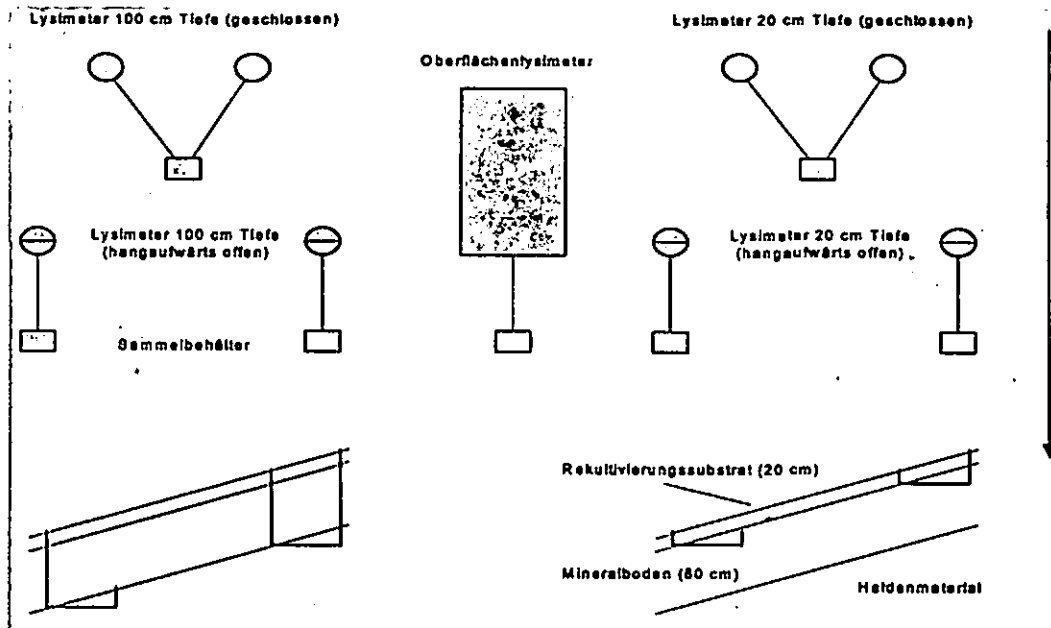 Lysimeter 100 cm Tiefe (geschlossen)
Lysimeter 20 cm Tiefe (geschlossen)
Oberflächenlysimeter
Lysimeter 100 cm Tiefe
(hangaufwärts offen)
Lysimeter 20 cm Tiefe
(hangaufwärts offen)
Sammelbehälter
Rekultivierungssubstrat (20 cm)
Mineralboden (80 cm)
Haldenmaterial